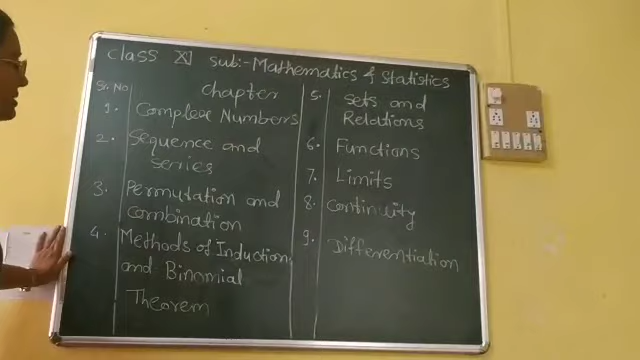 class XI sub:- Mathematics & Statistics
Sr. No chapter
1. Complex Numbers
2. Sequence and
Series
3. Permutation and
Combination
4. Methods of Induction
and Binomial
Theorem
5. Sets and
Relations
6. Functions
7. Limits
8. Continuity
9. Differentiation